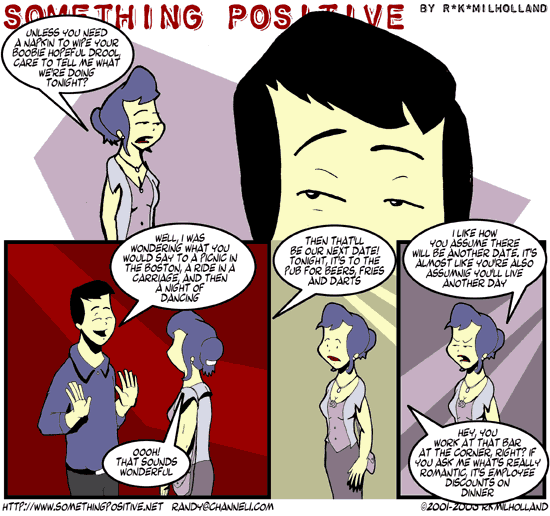 SOMETHING POSITIVE
BY R*K*MILHOLLAND
UNLESS YOU NEED
A NAPKIN TO WIPE YOUR
BOOBIE HOPEFUL DROOL,
CARE TO TELL ME WHAT
WE'RE DOING
TONIGHT?
WELL, I WAS
WONDERING WHAT YOU
WOULD SAY TO A PICNIC IN
THE BOSTON, A RIDE IN A
CARRIAGE, AND THEN
A NIGHT OF
DANCING
OOOH!
THAT SOUNDS
WONDERFUL
THEN THAT'LL
BE OUR NEXT DATE!
TONIGHT, IT'S TO THE
PUB FOR BEERS, FRIES
AND DARTS
I LIKE HOW
YOU ASSUME THERE
WILL BE ANOTHER DATE. IT'S
ALMOST LIKE YOU'RE ALSO
ASSUMNIG YOU'LL LIVE
ANOTHER DAY
HEY, YOU
WORK AT THAT BAR
AT THE CORNER, RIGHT? IF
YOU ASK ME WHAT'S REALLY
ROMANTIC, IT'S EMPLOYEE
DISCOUNTS ON
DINNER
HTTP://WWW.SOMETHINGPOSITIVE.NET RANDY@CHANNEL1.COM
©2001-2005 RK MILHOLLAND